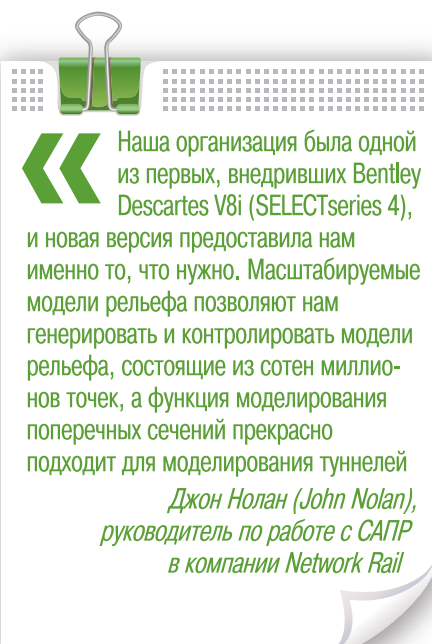 « Наша организация была одной
из первых, внедривших Bentley
Descartes V8i (SELECTseries 4),
и новая версия предоставила нам
именно то, что нужно. Масштабируемые
модели рельефа позволяют нам
генерировать и контролировать модели
рельефа, состоящие из сотен миллио-
нов точек, а функция моделирования
поперечных сечений прекрасно
подходит для моделирования туннелей
Джон Нолан (John Nolan),
руководитель по работе с САПР
в компании Network Rail